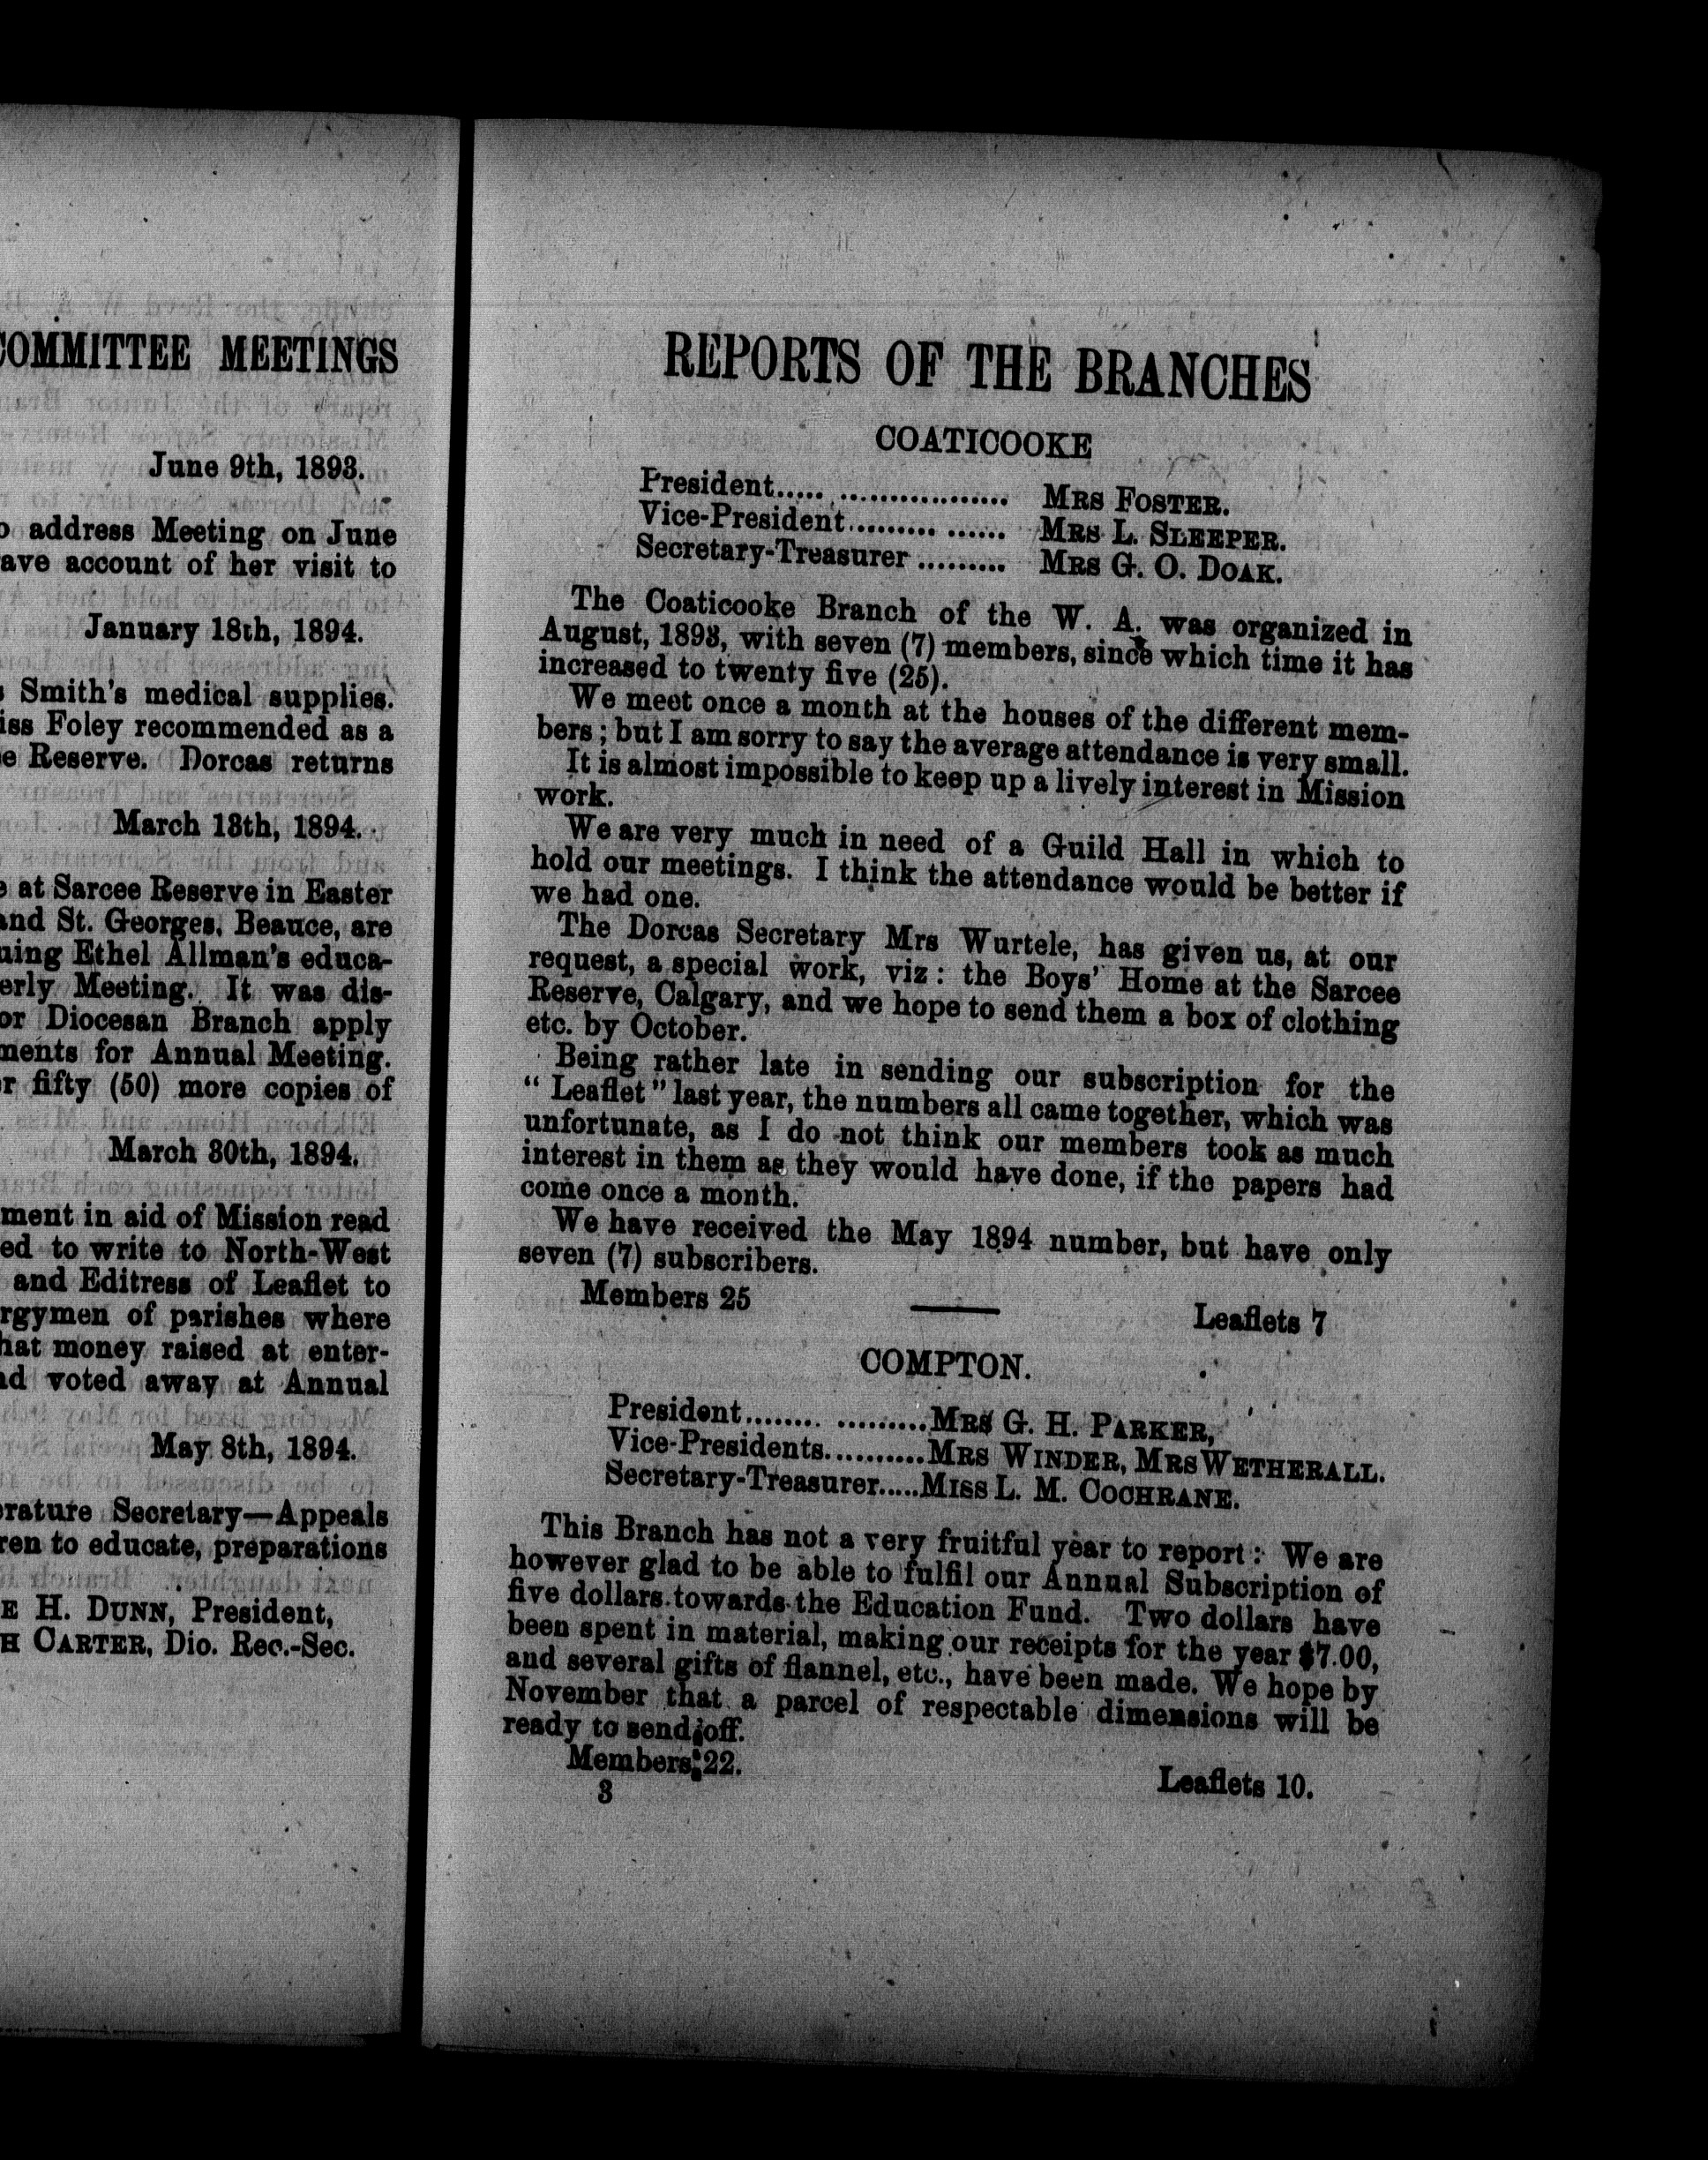 COMMITTEE MEETINGS
June 9th, 1893.
address Meeting on June
ave account of her visit to
January 18th, 1894.
Smith's medical supplies.
iss Foley recommended as a
e Reserve. Dorcas returns
March 13th, 1894.
at Sarcee Reserve in Easter
and St. Georges, Beauce, are
uing Ethel Allman's educa-
erly Meeting. It was dis-
or Diocesan Branch apply
ments for Annual Meeting.
r fifty (50) more copies of
March 30th, 1894.
ment in aid of Mission read
ed to write to North-West
and Editress of Leaflet to
rgymen of parishes where
hat money raised at enter-
nd voted away at Annual
May 8th, 1894.
erature Secretary—Appeals
ren to educate, preparations
E H. DUNN, President,
H CARTER, Dio. Rec.-Sec.
REPORTS OF THE BRANCHES
COATICOOKE
President..... ................. MRS FOSTER.
Vice-President.......... ...... MRS L. SLEEPER.
Secretary-Treasurer ......... MRS G. O. DOAK.
The Coaticooke Branch of the W. A. was organized in
August, 1893, with seven (7) members, since which time it has
increased to twenty five (25).
We meet once a month at the houses of the different mem-
bers; but I am sorry to say the average attendance is very small.
It is almost impossible to keep up a lively interest in Mission
work.
We are very much in need of a Guild Hall in which to
hold our meetings. I think the attendance would be better if
we had one.
The Dorcas Secretary Mrs Wurtele, has given us, at our
request, a special work, viz: the Boys' Home at the Sarcee
Reserve, Calgary, and we hope to send them a box of clothing
etc. by October.
Being rather late in sending our subscription for the
"Leaflet" last year, the numbers all came together, which was
unfortunate, as I do not think our members took as much
interest in them as they would have done, if the papers had
come once a month.
We have received the May 1894 number, but have only
seven (7) subscribers.
Members 25
Leaflets 7
COMPTON.
President........ ..........MRS G. H. PARKER,
Vice-Presidents..........MRS WINDER, MRS WETHERALL.
Secretary-Treasurer.....MISS L. M. COCHRANE.
This Branch has not a very fruitful year to report: We are
however glad to be able to fulfil our Annual Subscription of
five dollars towards the Education Fund. Two dollars have
been spent in material, making our receipts for the year $7.00,
and several gifts of flannel, etc., have been made. We hope by
November that a parcel of respectable dimensions will be
ready to send off.
Members 22.
Leaflets 10.
3